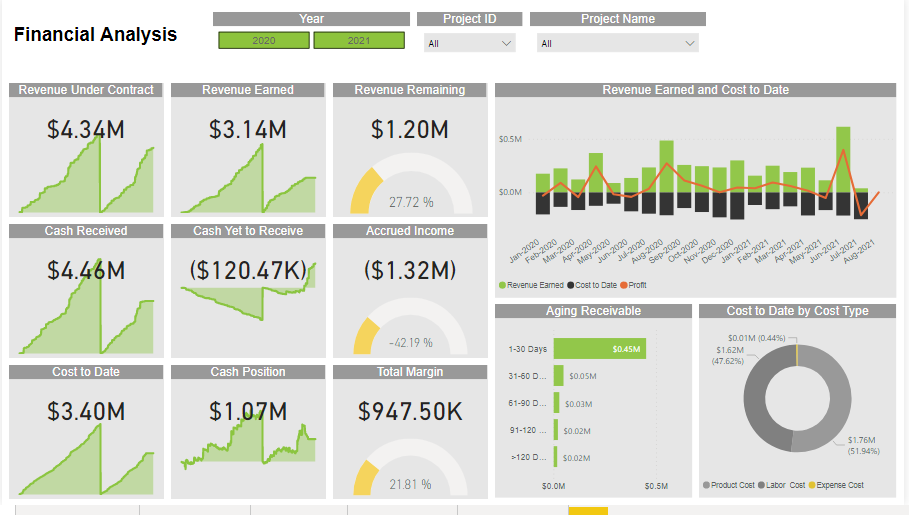 Financial Analysis
Year
2020
2021
Project ID
All
Project Name
All
Revenue Under Contract
$4.34M
Revenue Earned
$3.14M
Revenue Remaining
$1.20M
27.72 %
Cash Received
$4.46M
Cash Yet to Receive
($120.47K)
Accrued Income
($1.32M)
-42.19 %
Cost to Date
$3.40M
Cash Position
$1.07M
Total Margin
$947.50K
21.81 %
Revenue Earned and Cost to Date
$0.5M
$0.0M
Jan-2020
Feb-2020
Mar-2020
Apr-2020
May-2020
Jun-2020
Jul-2020
Aug-2020
Sep-2020
Oct-2020
Nov-2020
Dec-2020
Jan-2021
Feb-2021
Mar-2021
Apr-2021
May-2021
Jun-2021
Jul-2021
Aug-2021
Revenue Earned Cost to Date Profit
Aging Receivable
1-30 Days $0.45M
31-60 D... $0.05M
61-90 D... $0.03M
91-120 ... $0.02M
>120 D... $0.02M
$0.0M $0.5M
Cost to Date by Cost Type
$0.01M (0.44%)
$1.62M
(47.62%)
$1.76M
(51.94%)
Product Cost Labor Cost Expense Cost